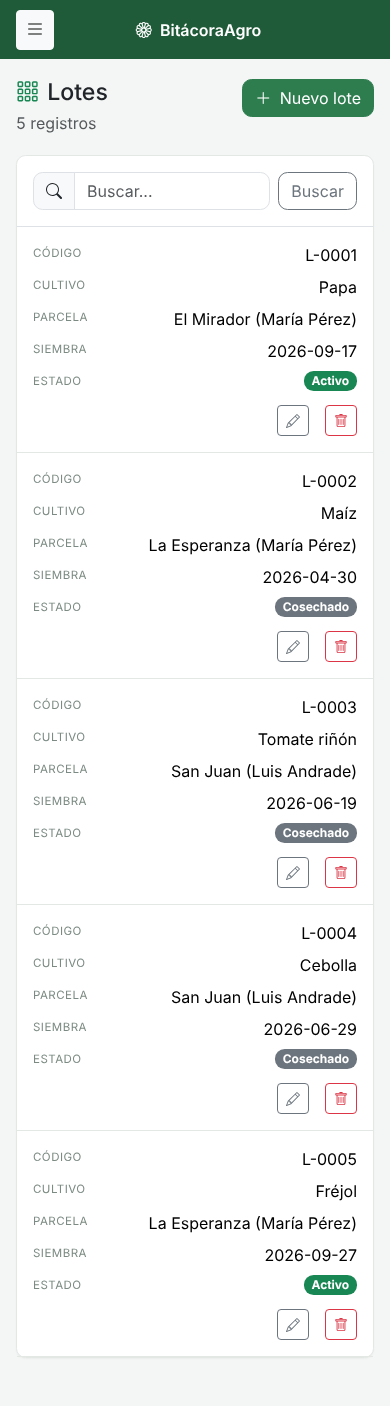 BitácoraAgro
Lotes
Nuevo lote
5 registros
Buscar...
Buscar
CÓDIGO L-0001
CULTIVO Papa
PARCELA El Mirador (María Pérez)
SIEMBRA 2026-09-17
ESTADO Activo
CÓDIGO L-0002
CULTIVO Maíz
PARCELA La Esperanza (María Pérez)
SIEMBRA 2026-04-30
ESTADO Cosechado
CÓDIGO L-0003
CULTIVO Tomate riñón
PARCELA San Juan (Luis Andrade)
SIEMBRA 2026-06-19
ESTADO Cosechado
CÓDIGO L-0004
CULTIVO Cebolla
PARCELA San Juan (Luis Andrade)
SIEMBRA 2026-06-29
ESTADO Cosechado
CÓDIGO L-0005
CULTIVO Fréjol
PARCELA La Esperanza (María Pérez)
SIEMBRA 2026-09-27
ESTADO Activo